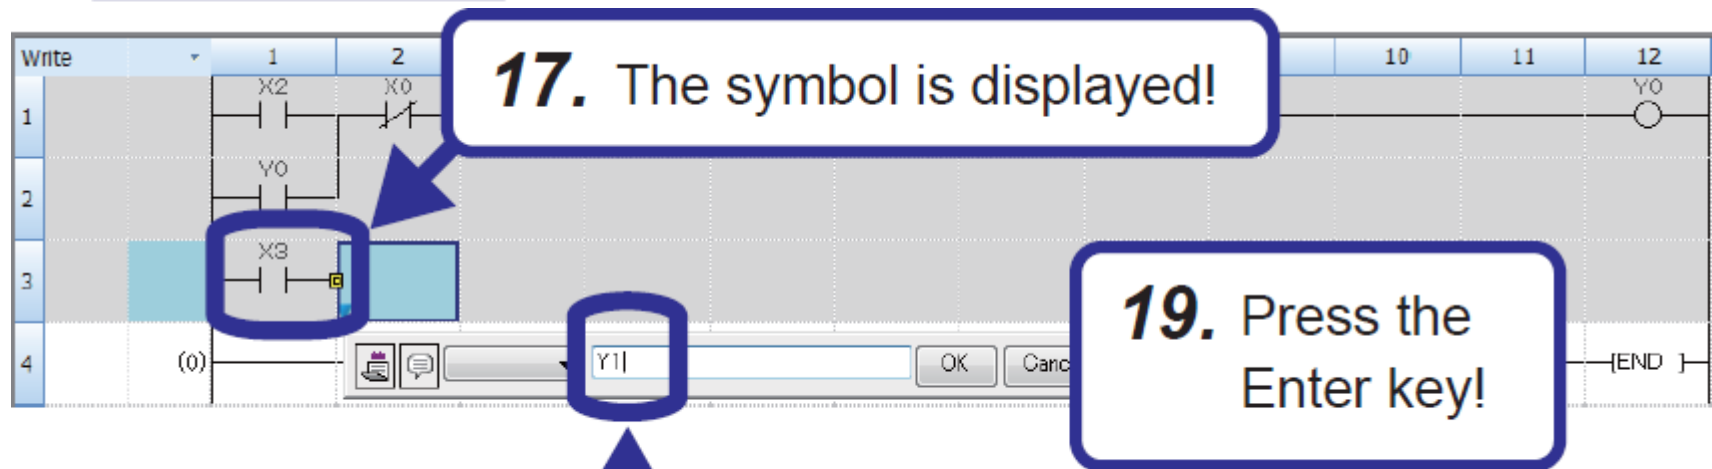 Write 1 2 10 11 12
17. The symbol is displayed!
1 X2 X0 Y0
2 Y0
3 X3
19. Press the
Enter key!
4 (0) Y1 OK Canc [END ]